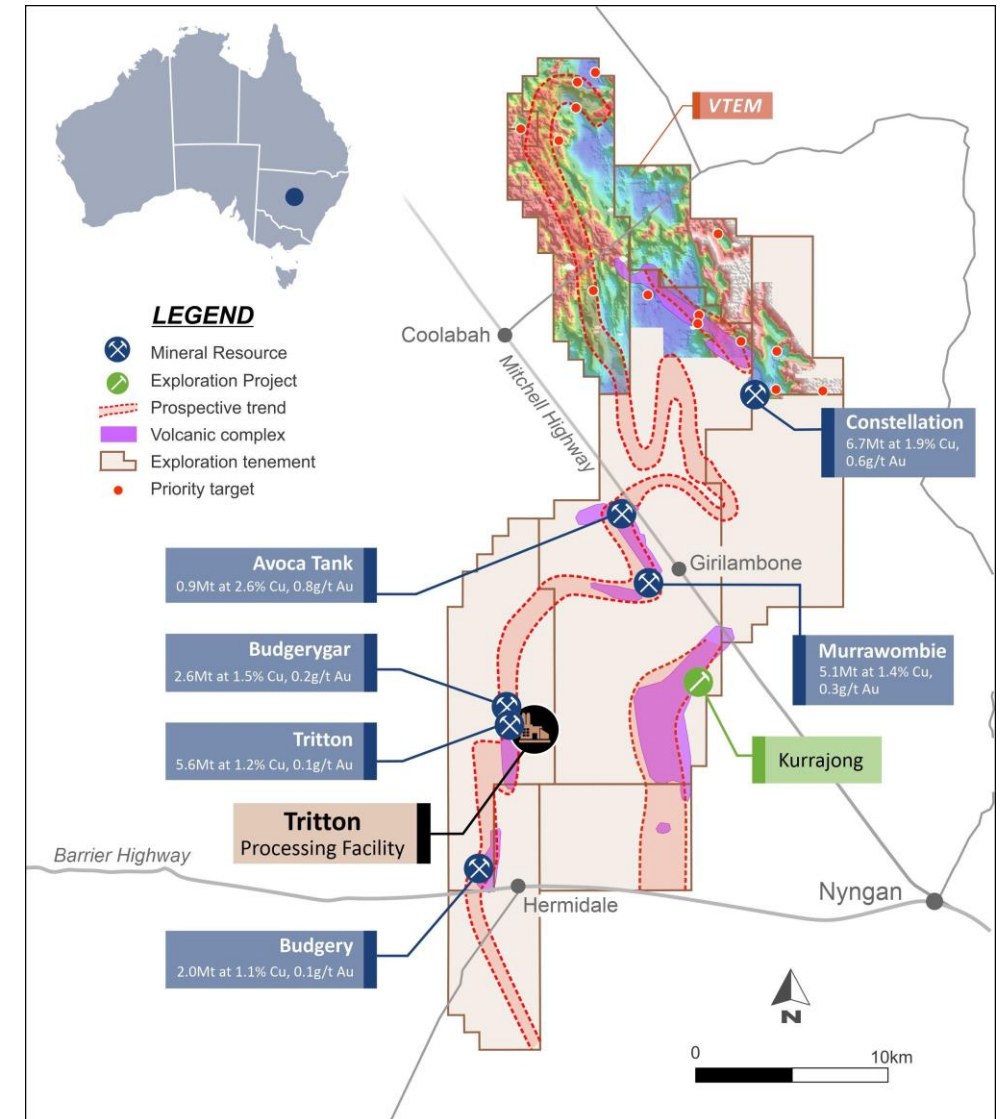 VTEM
LEGEND
Mineral Resource
Exploration Project
Prospective trend
Volcanic complex
Exploration tenement
Priority target
Coolabah
Mitchell Highway
Constellation
6.7Mt at 1.9% Cu,
0.6g/t Au
Avoca Tank
0.9Mt at 2.6% Cu, 0.8g/t Au
Girilambone
Budgerygar
2.6Mt at 1.5% Cu, 0.2g/t Au
Murrawombie
5.1Mt at 1.4% Cu,
0.3g/t Au
Tritton
5.6Mt at 1.2% Cu, 0.1g/t Au
Kurrajong
Tritton
Processing Facility
Barrier Highway
Nyngan
Hermidale
Budgery
2.0Mt at 1.1% Cu, 0.1g/t Au
N
0 10km